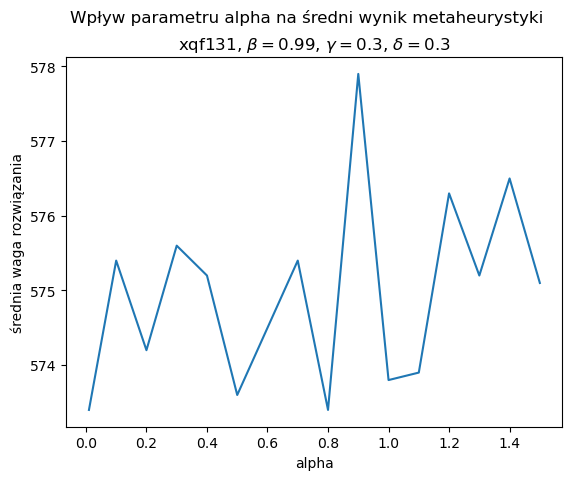 Wpływ parametru alpha na średni wynik metaheurystyki
xqf131, β = 0.99, γ = 0.3, δ = 0.3
578
577
576
575
574
średnia waga rozwiązania
0.0 0.2 0.4 0.6 0.8 1.0 1.2 1.4
alpha